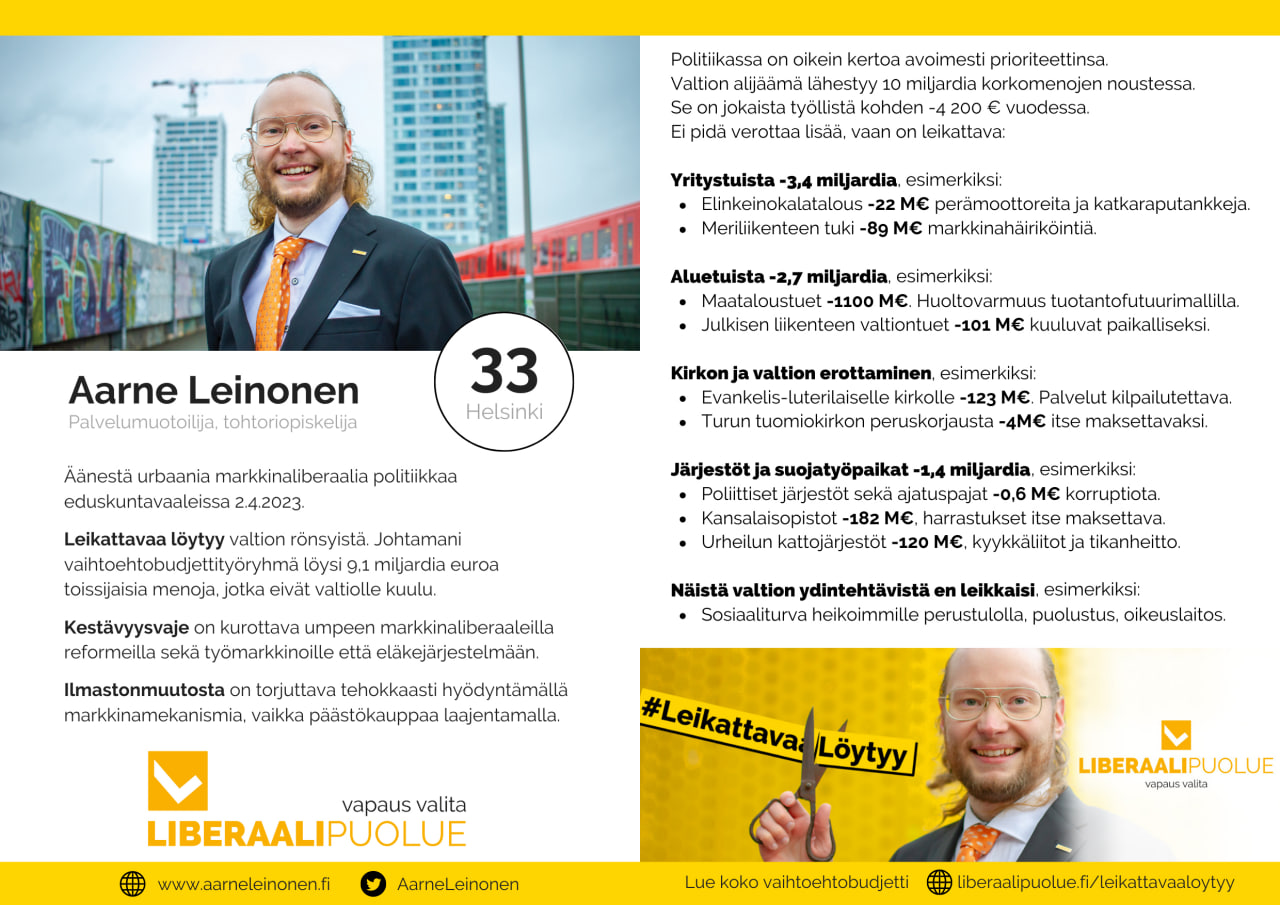 33
Helsinki
Aarne Leinonen
Palvelumuotoilija, tohtoriopiskelija
Äänestä urbaania markkinaliberaalia politiikkaa
eduskuntavaaleissa 2.4.2023.
Leikattavaa löytyy valtion rönsyistä. Johtamani
vaihtoehtobudjettityöryhmä löysi 9,1 miljardia euroa
toissijaisia menoja, jotka eivät valtiolle kuulu.
Kestävyysvaje on kurottava umpeen markkinaliberaaleilla
reformeilla sekä työmarkkinoille että eläkejärjestelmään.
Ilmastonmuutosta on torjuttava tehokkaasti hyödyntämällä
markkinamekanismia, vaikka päästökauppaa laajentamalla.
vapaus valita
LIBERAALIPUOLUE
www.aarneleinonen.fi
AarneLeinonen
Politiikassa on oikein kertoa avoimesti prioriteettinsa.
Valtion alijäämä lähestyy 10 miljardia korkomenojen noustessa.
Se on jokaista työllistä kohden -4 200 € vuodessa.
Ei pidä verottaa lisää, vaan on leikattava:
Yritystuista -3,4 miljardia, esimerkiksi:
• Elinkeinokalatalous -22 M€ perämoottoreita ja katkaraputankkeja.
• Meriliikenteen tuki -89 M€ markkinahäiriköintiä.
Aluetuista -2,7 miljardia, esimerkiksi:
• Maataloustuet -1100 M€. Huoltovarmuus tuotantofutuurimallilla.
• Julkisen liikenteen valtiontuet -101 M€ kuuluvat paikalliseksi.
Kirkon ja valtion erottaminen, esimerkiksi:
• Evankelis-luterilaiselle kirkolle -123 M€. Palvelut kilpailutettava.
• Turun tuomiokirkon peruskorjausta -4M€ itse maksettavaksi.
Järjestöt ja suojatyöpaikat -1,4 miljardia, esimerkiksi:
• Poliittiset järjestöt sekä ajatuspajat -0,6 M€ korruptiota.
• Kansalaisopistot -182 M€, harrastukset itse maksettava.
• Urheilun kattojärjestöt -120 M€, kyykkäliitot ja tikanheitto.
Näistä valtion ydintehtävistä en leikkaisi, esimerkiksi:
• Sosiaaliturva heikoimmille perustulolla, puolustus, oikeuslaitos.
#Leikattavaa Löytyy
LIBERAALIPUOLUE
vapaus valita
Lue koko vaihtoehtobudjetti liberaalipuolue.fi/leikattavaaloytyy